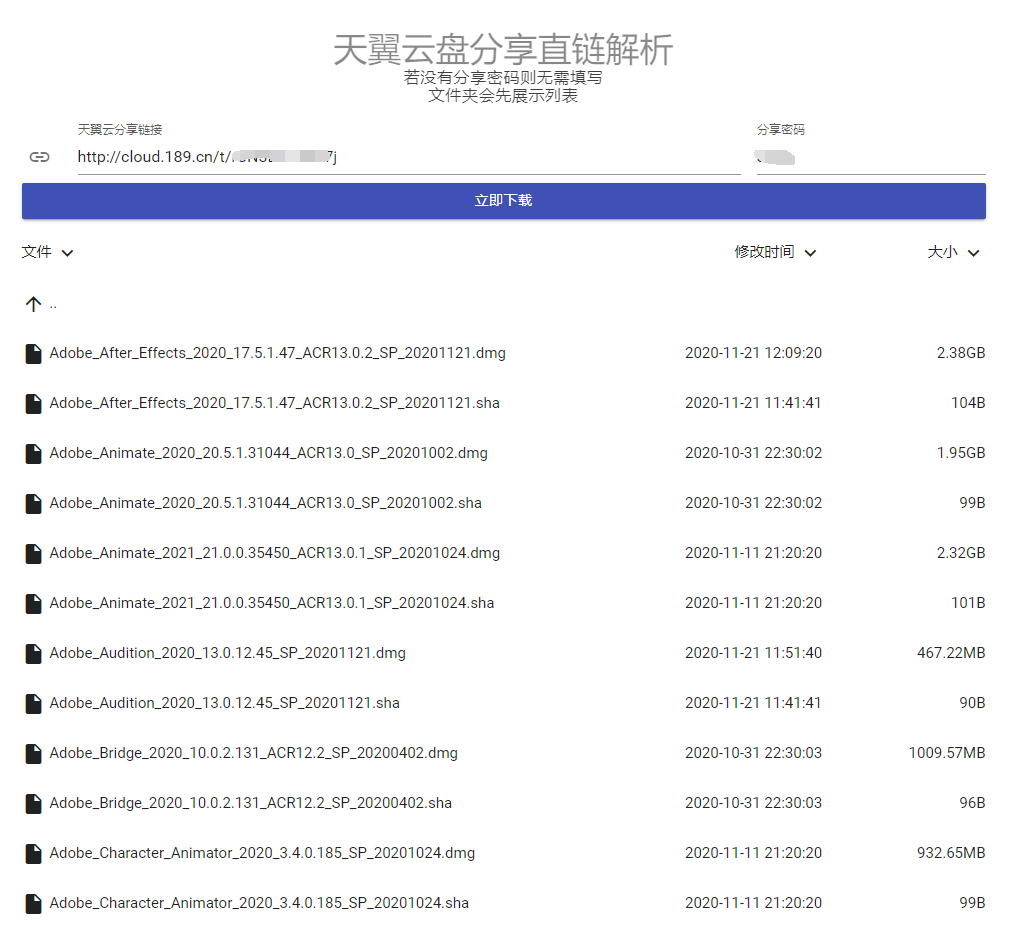 天翼云盘分享直链解析
若没有分享密码则无需填写
文件夹会先展示列表
天翼云分享链接 分享密码
http://cloud.189.cn/t/
立即下载
文件 修改时间 大小
..
Adobe_After_Effects_2020_17.5.1.47_ACR13.0.2_SP_20201121.dmg 2020-11-21 12:09:20 2.38GB
Adobe_After_Effects_2020_17.5.1.47_ACR13.0.2_SP_20201121.sha 2020-11-21 11:41:41 104B
Adobe_Animate_2020_20.5.1.31044_ACR13.0_SP_20201002.dmg 2020-10-31 22:30:02 1.95GB
Adobe_Animate_2020_20.5.1.31044_ACR13.0_SP_20201002.sha 2020-10-31 22:30:02 99B
Adobe_Animate_2021_21.0.0.35450_ACR13.0.1_SP_20201024.dmg 2020-11-11 21:20:20 2.32GB
Adobe_Animate_2021_21.0.0.35450_ACR13.0.1_SP_20201024.sha 2020-11-11 21:20:20 101B
Adobe_Audition_2020_13.0.12.45_SP_20201121.dmg 2020-11-21 11:51:40 467.22MB
Adobe_Audition_2020_13.0.12.45_SP_20201121.sha 2020-11-21 11:41:41 90B
Adobe_Bridge_2020_10.0.2.131_ACR12.2_SP_20200402.dmg 2020-10-31 22:30:03 1009.57MB
Adobe_Bridge_2020_10.0.2.131_ACR12.2_SP_20200402.sha 2020-10-31 22:30:03 96B
Adobe_Character_Animator_2020_3.4.0.185_SP_20201024.dmg 2020-11-11 21:20:20 932.65MB
Adobe_Character_Animator_2020_3.4.0.185_SP_20201024.sha 2020-11-11 21:20:20 99B